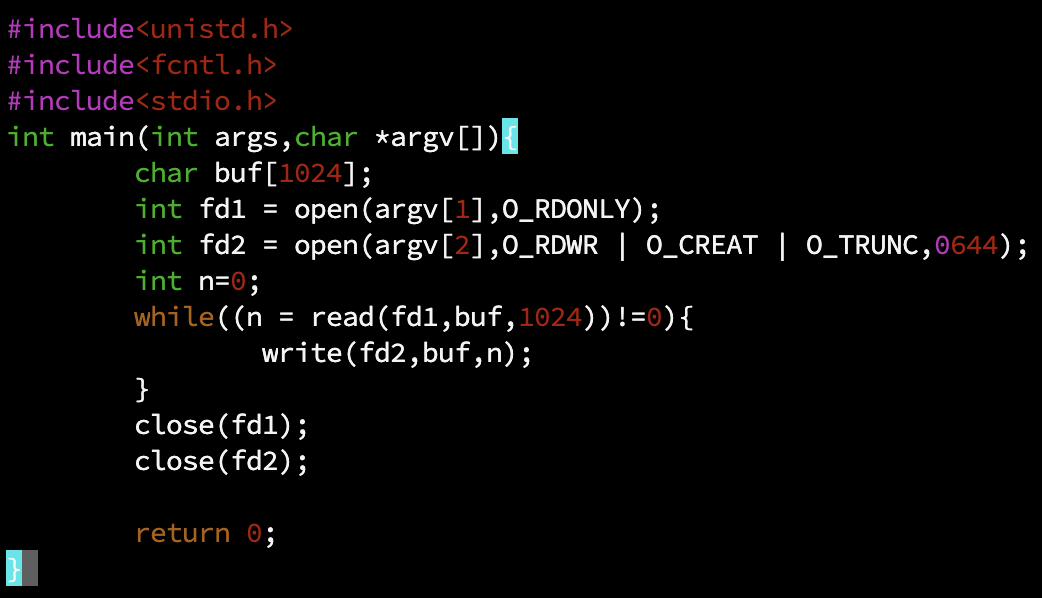 #include<unistd.h>
#include<fcntl.h>
#include<stdio.h>
int main(int args,char *argv[]){
        char buf[1024];
        int fd1 = open(argv[1],O_RDONLY);
        int fd2 = open(argv[2],O_RDWR | O_CREAT | O_TRUNC,0644);
        int n=0;
        while((n = read(fd1,buf,1024))!=0){
                write(fd2,buf,n);
        }
        close(fd1);
        close(fd2);

        return 0;
}